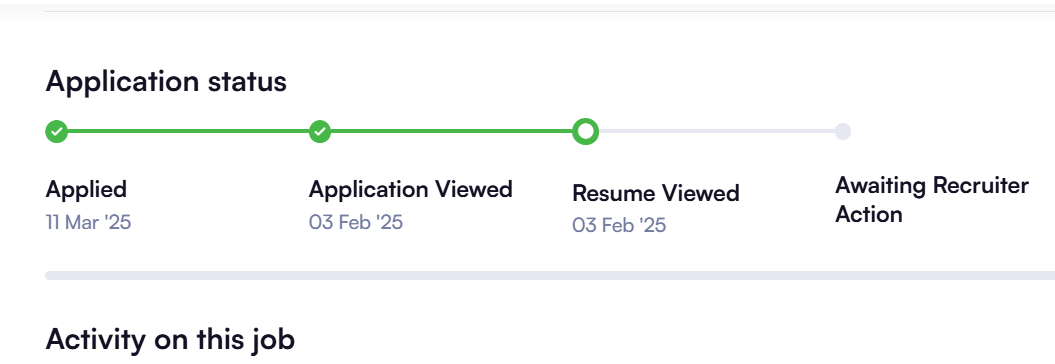 Application status
Applied
11 Mar '25
Application Viewed
03 Feb '25
Resume Viewed
03 Feb '25
Awaiting Recruiter
Action
Activity on this job